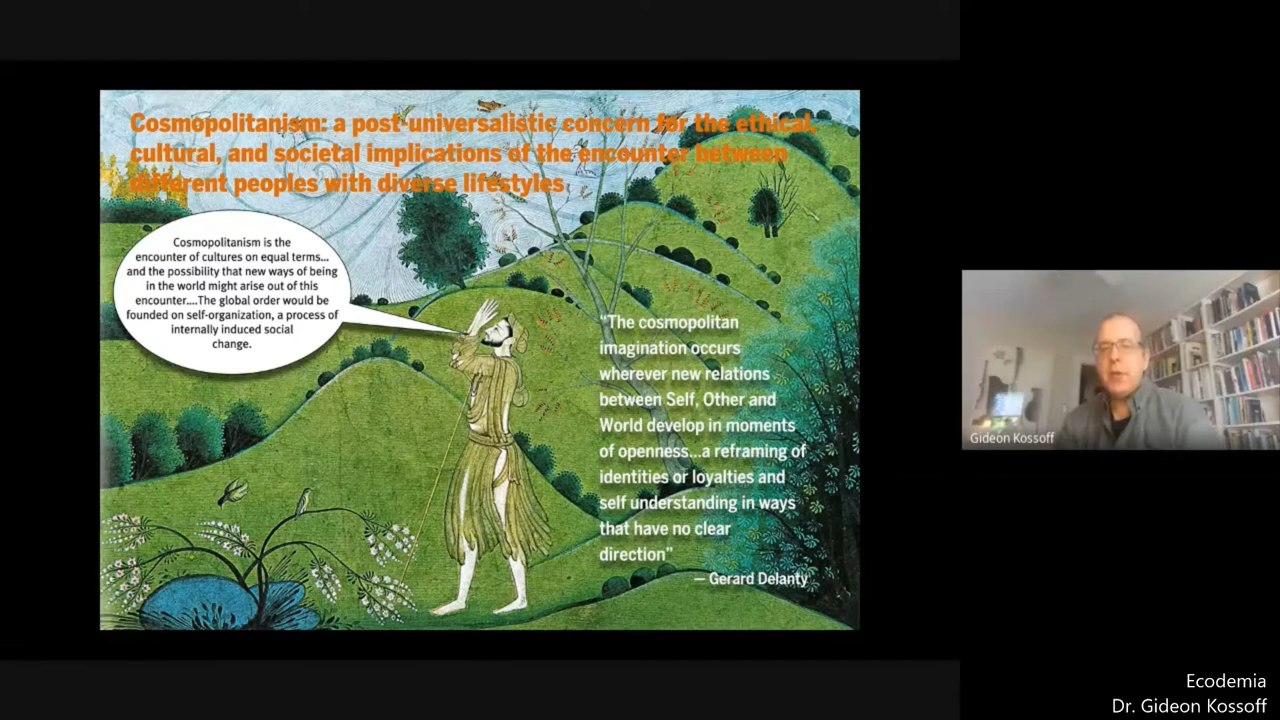 Cosmopolitanism: a post-universalistic concern for the ethical,
cultural, and societal implications of the encounter between
different peoples with diverse lifestyles
Cosmopolitanism is the
encounter of cultures on equal terms...
and the possibility that new ways of being
in the world might arise out of this
encounter....The global order would be
founded on self-organization, a process of
internally induced social
change.
“The cosmopolitan
imagination occurs
wherever new relations
between Self, Other and
World develop in moments
of openness...a reframing of
identities or loyalties and
self understanding in ways
that have no clear
direction”
— Gerard Delanty
Gideon Kossoff
Ecodemia
Dr. Gideon Kossoff